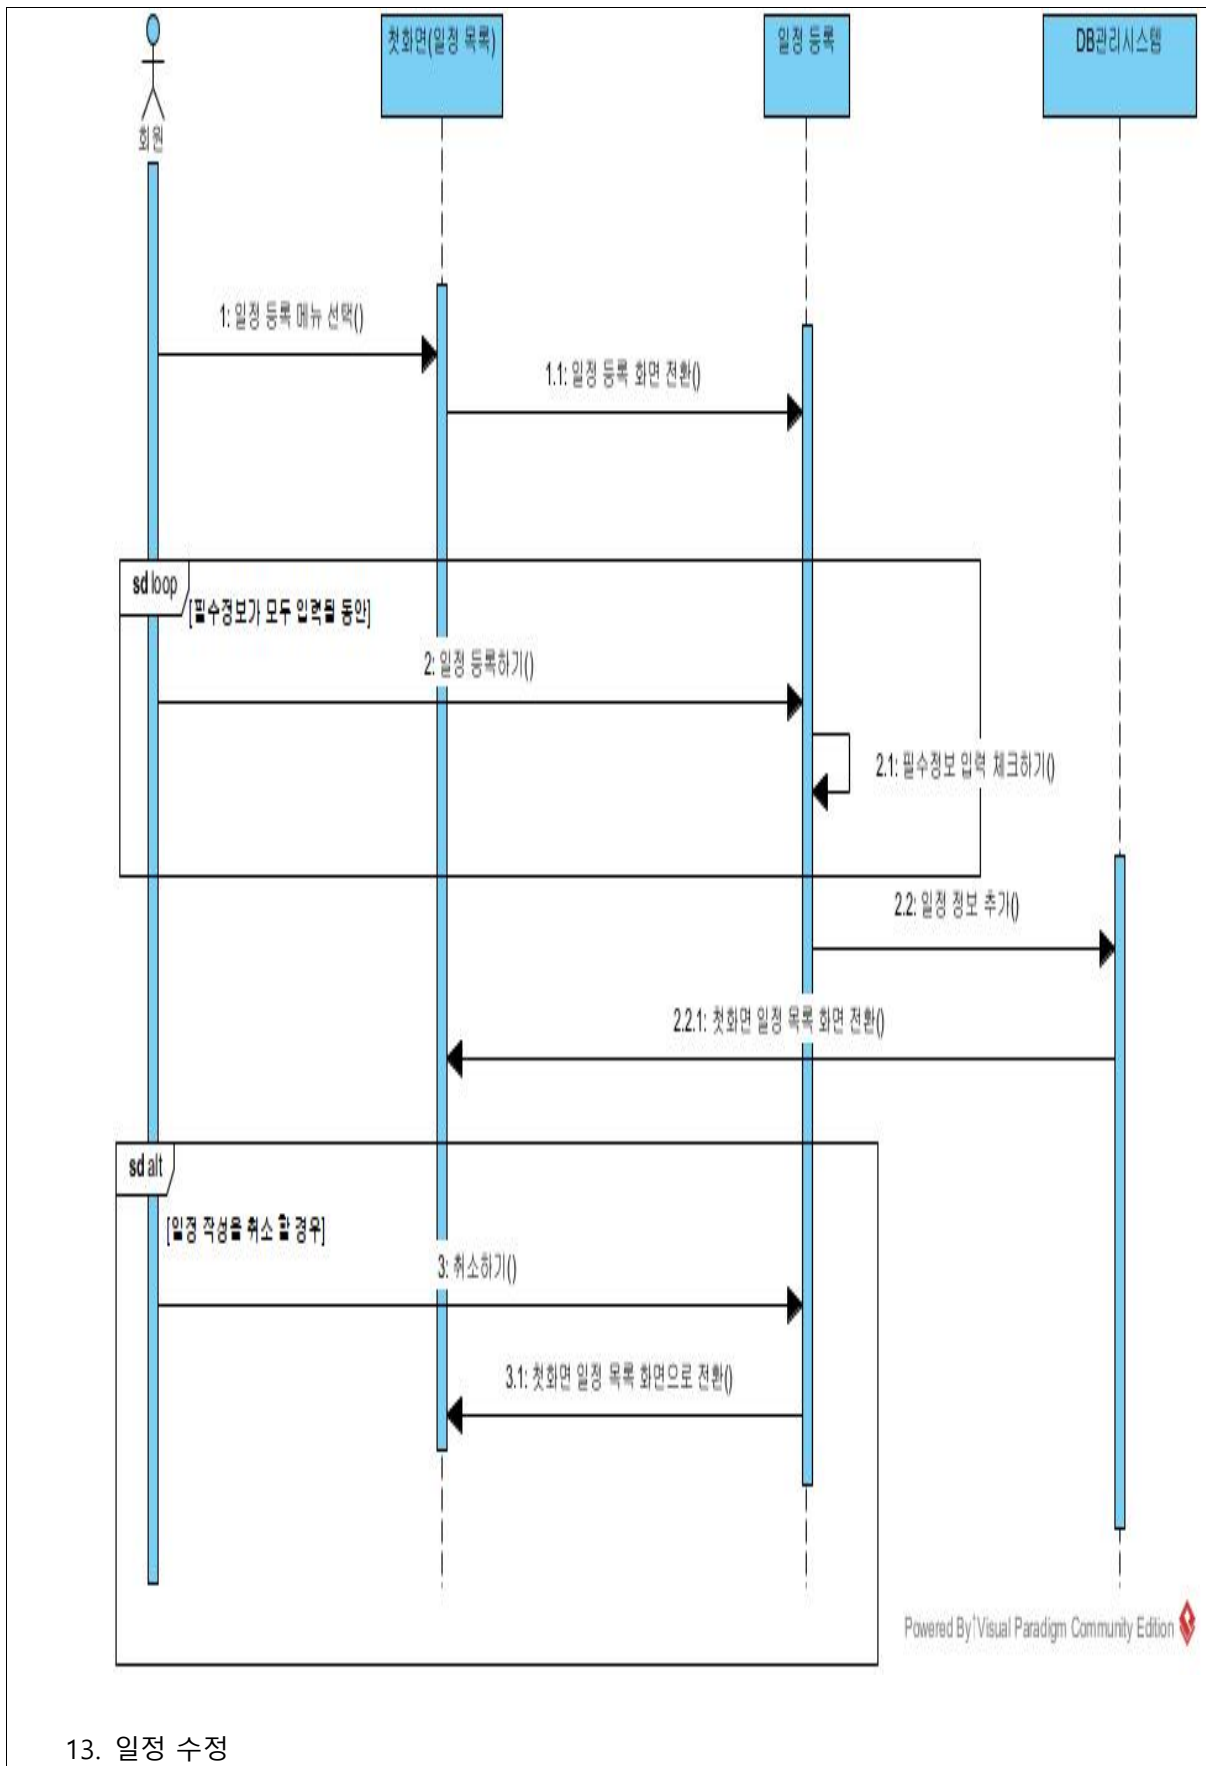 첫화면(일정 목록)
일정 등록
DB관리시스템
회원
1: 일정 등록 메뉴 선택()
1.1: 일정 등록 화면 전환()
sd loop
[필수정보가 모두 입력될 동안]
2: 일정 등록하기()
2.1: 필수정보 입력 체크하기()
2.2: 일정 정보 추가()
2.2.1: 첫화면 일정 목록 화면 전환()
sd alt
[일정 작성을 취소 할 경우]
3: 취소하기()
3.1: 첫화면 일정 목록 화면으로 전환()
Powered By Visual Paradigm Community Edition
13. 일정 수정